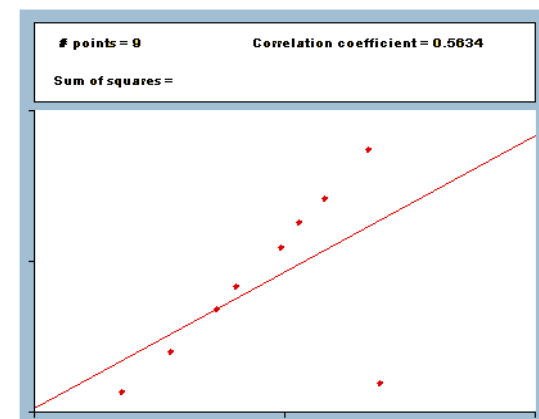 # points = 9 Correlation coefficient = 0.5634
Sum of squares =